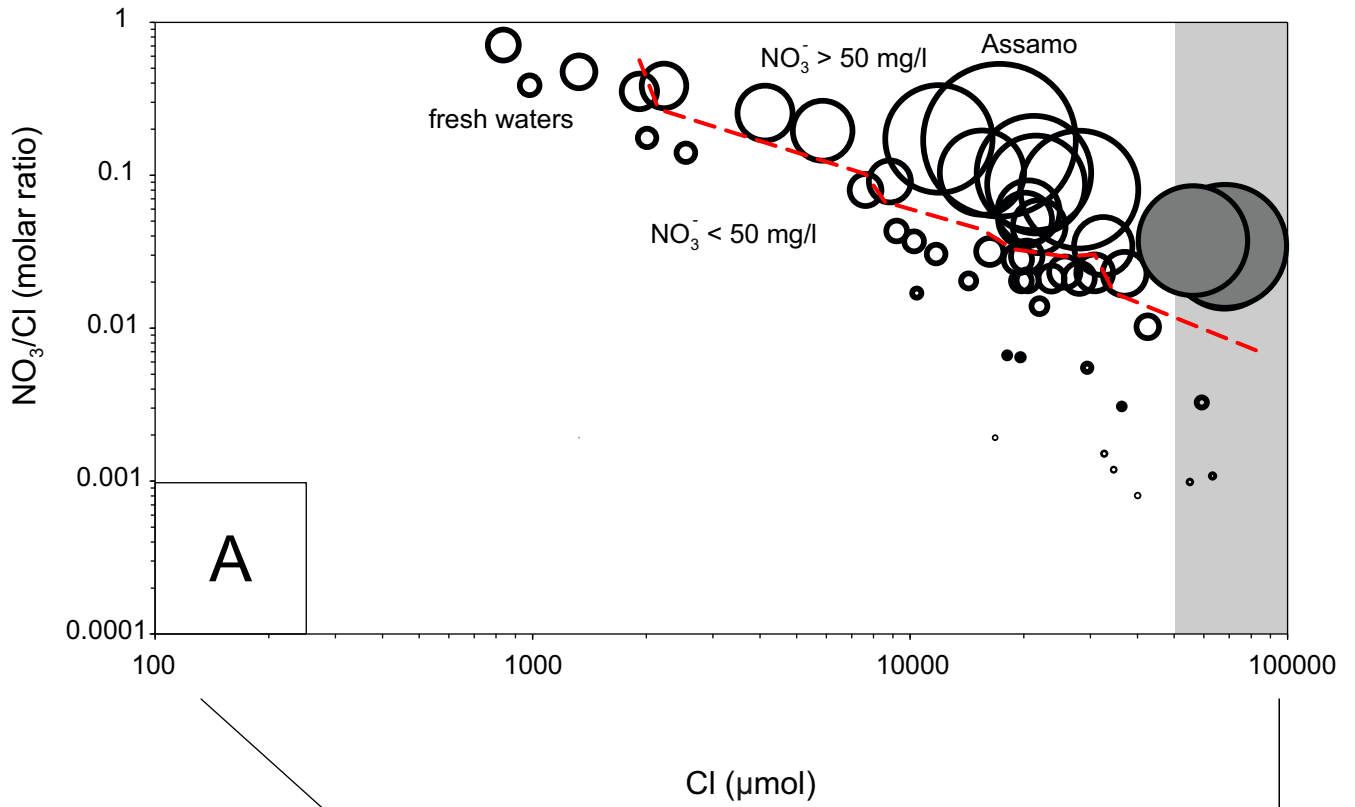 1
Assamo
NO₃⁻ > 50 mg/l
fresh waters
0.1
NO₃⁻ < 50 mg/l
NO₃/Cl (molar ratio)
0.01
0.001
A
0.0001
100 1000 10000 100000
Cl (µmol)